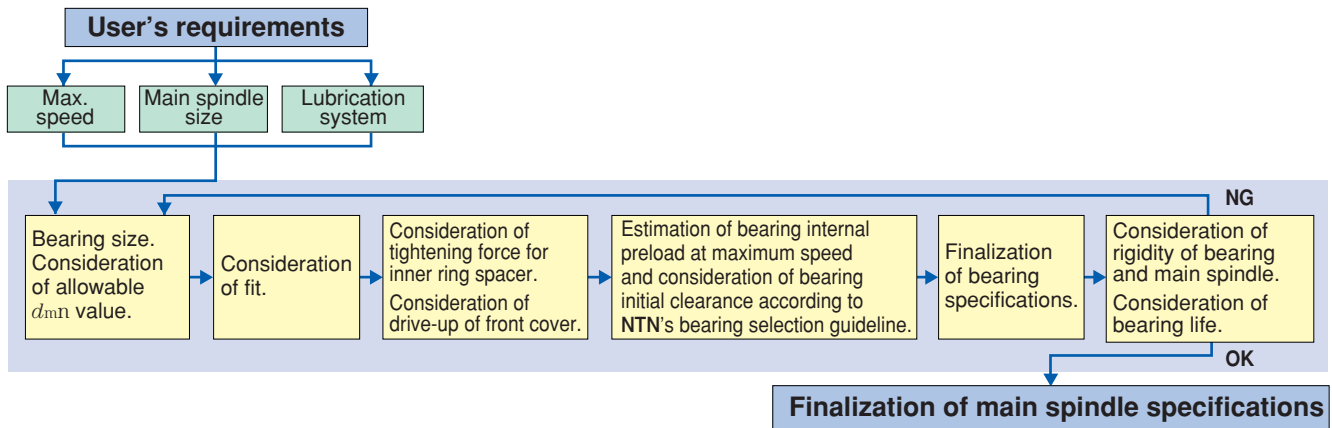 User's requirements
Max.
speed
Main spindle
size
Lubrication
system
NG
Bearing size.
Consideration
of allowable
dmn value.
Consideration
of fit.
Consideration of
tightening force for
inner ring spacer.
Consideration of
drive-up of front cover.
Estimation of bearing internal
preload at maximum speed
and consideration of bearing
initial clearance according to
NTN's bearing selection guideline.
Finalization
of bearing
specifications.
Consideration of
rigidity of bearing
and main spindle.
Consideration of
bearing life.
OK
Finalization of main spindle specifications